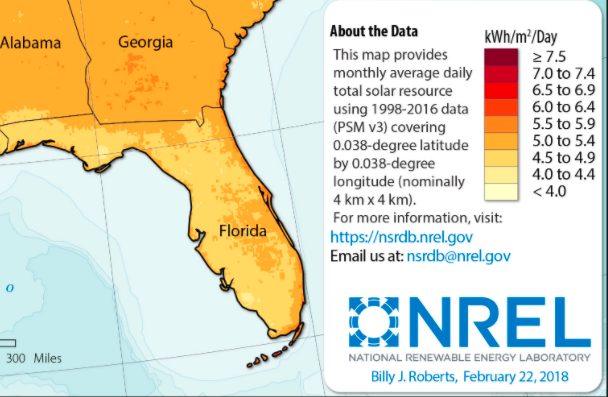 Alabama
Georgia
Florida
o
300 Miles
About the Data
This map provides
monthly average daily
total solar resource
using 1998-2016 data
(PSM v3) covering
0.038-degree latitude
by 0.038-degree
longitude (nominally
4 km x 4 km).
For more information, visit:
https://nsrdb.nrel.gov
Email us at: nsrdb@nrel.gov
kWh/m²/Day
≥ 7.5
7.0 to 7.4
6.5 to 6.9
6.0 to 6.4
5.5 to 5.9
5.0 to 5.4
4.5 to 4.9
4.0 to 4.4
< 4.0
NREL
NATIONAL RENEWABLE ENERGY LABORATORY
Billy J. Roberts, February 22, 2018